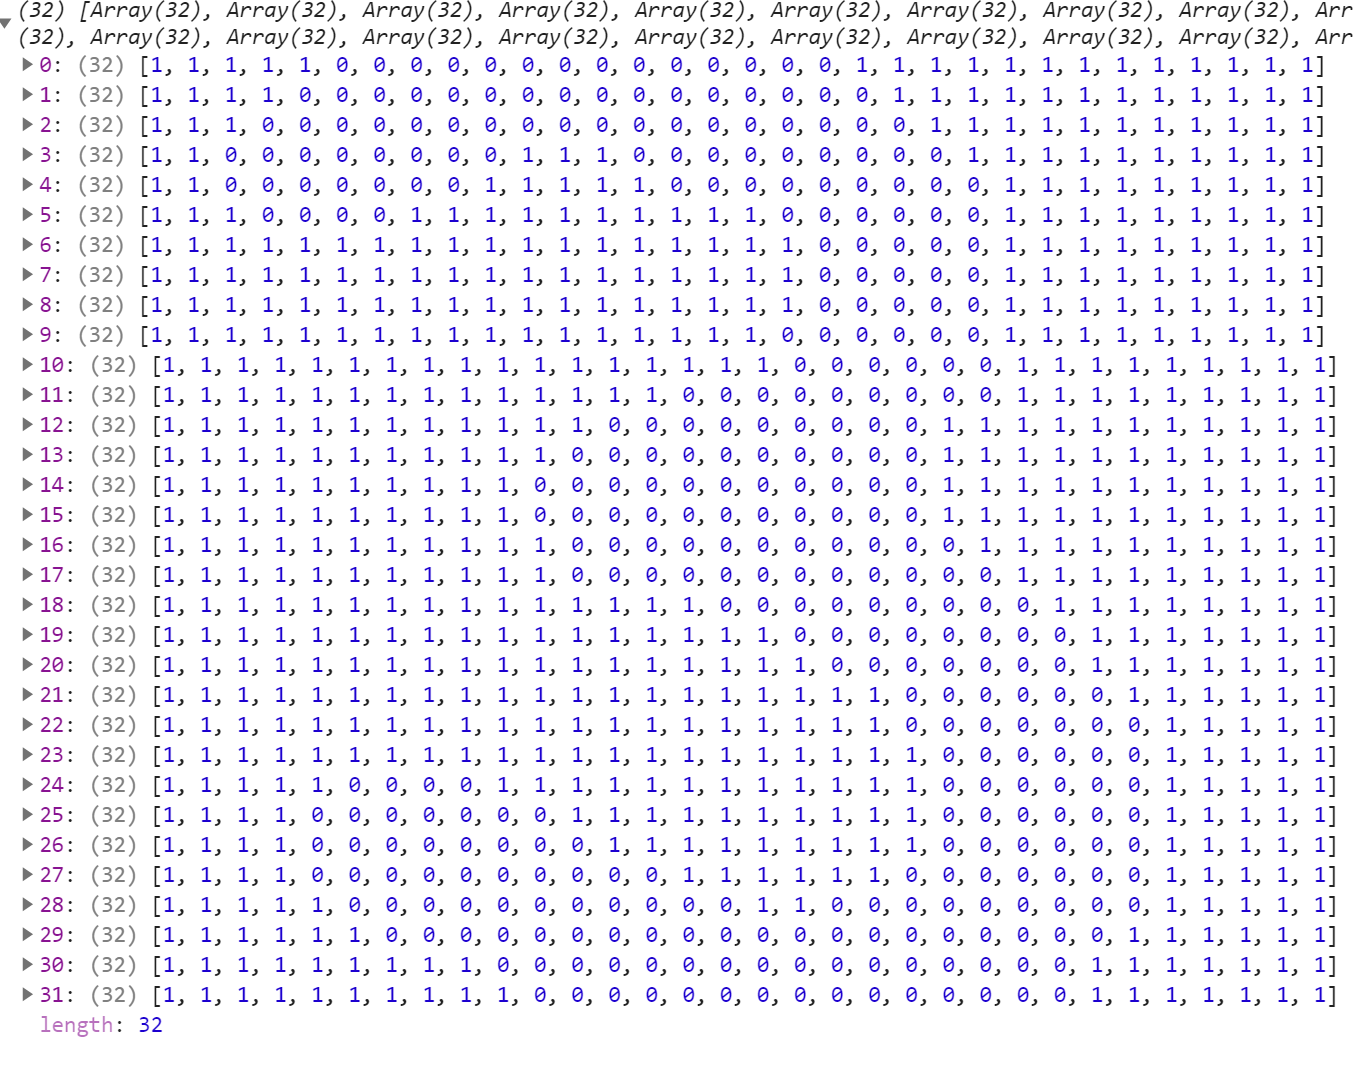 (32) [Array(32), Array(32), Array(32), Array(32), Array(32), Array(32), Array(32), Array(32), Array(32), Arr
(32), Array(32), Array(32), Array(32), Array(32), Array(32), Array(32), Array(32), Array(32), Array(32), Arr
0: (32) [1, 1, 1, 1, 1, 0, 0, 0, 0, 0, 0, 0, 0, 0, 0, 0, 0, 0, 0, 1, 1, 1, 1, 1, 1, 1, 1, 1, 1, 1, 1, 1]
1: (32) [1, 1, 1, 1, 0, 0, 0, 0, 0, 0, 0, 0, 0, 0, 0, 0, 0, 0, 0, 0, 1, 1, 1, 1, 1, 1, 1, 1, 1, 1, 1, 1]
2: (32) [1, 1, 1, 0, 0, 0, 0, 0, 0, 0, 0, 0, 0, 0, 0, 0, 0, 0, 0, 0, 0, 1, 1, 1, 1, 1, 1, 1, 1, 1, 1, 1]
3: (32) [1, 1, 0, 0, 0, 0, 0, 0, 0, 0, 1, 1, 1, 0, 0, 0, 0, 0, 0, 0, 0, 0, 1, 1, 1, 1, 1, 1, 1, 1, 1, 1]
4: (32) [1, 1, 0, 0, 0, 0, 0, 0, 0, 1, 1, 1, 1, 1, 0, 0, 0, 0, 0, 0, 0, 0, 0, 1, 1, 1, 1, 1, 1, 1, 1, 1]
5: (32) [1, 1, 1, 0, 0, 0, 0, 1, 1, 1, 1, 1, 1, 1, 1, 1, 1, 0, 0, 0, 0, 0, 0, 1, 1, 1, 1, 1, 1, 1, 1, 1]
6: (32) [1, 1, 1, 1, 1, 1, 1, 1, 1, 1, 1, 1, 1, 1, 1, 1, 1, 1, 0, 0, 0, 0, 0, 1, 1, 1, 1, 1, 1, 1, 1, 1]
7: (32) [1, 1, 1, 1, 1, 1, 1, 1, 1, 1, 1, 1, 1, 1, 1, 1, 1, 1, 0, 0, 0, 0, 0, 1, 1, 1, 1, 1, 1, 1, 1, 1]
8: (32) [1, 1, 1, 1, 1, 1, 1, 1, 1, 1, 1, 1, 1, 1, 1, 1, 1, 1, 0, 0, 0, 0, 0, 1, 1, 1, 1, 1, 1, 1, 1, 1]
9: (32) [1, 1, 1, 1, 1, 1, 1, 1, 1, 1, 1, 1, 1, 1, 1, 1, 1, 0, 0, 0, 0, 0, 0, 1, 1, 1, 1, 1, 1, 1, 1, 1]
10: (32) [1, 1, 1, 1, 1, 1, 1, 1, 1, 1, 1, 1, 1, 1, 1, 1, 1, 0, 0, 0, 0, 0, 0, 1, 1, 1, 1, 1, 1, 1, 1, 1]
11: (32) [1, 1, 1, 1, 1, 1, 1, 1, 1, 1, 1, 1, 1, 1, 0, 0, 0, 0, 0, 0, 0, 0, 0, 1, 1, 1, 1, 1, 1, 1, 1, 1]
12: (32) [1, 1, 1, 1, 1, 1, 1, 1, 1, 1, 1, 1, 0, 0, 0, 0, 0, 0, 0, 0, 0, 1, 1, 1, 1, 1, 1, 1, 1, 1, 1, 1]
13: (32) [1, 1, 1, 1, 1, 1, 1, 1, 1, 1, 1, 0, 0, 0, 0, 0, 0, 0, 0, 0, 0, 1, 1, 1, 1, 1, 1, 1, 1, 1, 1, 1]
14: (32) [1, 1, 1, 1, 1, 1, 1, 1, 1, 1, 0, 0, 0, 0, 0, 0, 0, 0, 0, 0, 0, 1, 1, 1, 1, 1, 1, 1, 1, 1, 1, 1]
15: (32) [1, 1, 1, 1, 1, 1, 1, 1, 1, 1, 0, 0, 0, 0, 0, 0, 0, 0, 0, 0, 0, 1, 1, 1, 1, 1, 1, 1, 1, 1, 1, 1]
16: (32) [1, 1, 1, 1, 1, 1, 1, 1, 1, 1, 1, 0, 0, 0, 0, 0, 0, 0, 0, 0, 0, 0, 1, 1, 1, 1, 1, 1, 1, 1, 1, 1]
17: (32) [1, 1, 1, 1, 1, 1, 1, 1, 1, 1, 1, 0, 0, 0, 0, 0, 0, 0, 0, 0, 0, 0, 0, 1, 1, 1, 1, 1, 1, 1, 1, 1]
18: (32) [1, 1, 1, 1, 1, 1, 1, 1, 1, 1, 1, 1, 1, 1, 1, 0, 0, 0, 0, 0, 0, 0, 0, 0, 1, 1, 1, 1, 1, 1, 1, 1]
19: (32) [1, 1, 1, 1, 1, 1, 1, 1, 1, 1, 1, 1, 1, 1, 1, 1, 1, 0, 0, 0, 0, 0, 0, 0, 0, 1, 1, 1, 1, 1, 1, 1]
20: (32) [1, 1, 1, 1, 1, 1, 1, 1, 1, 1, 1, 1, 1, 1, 1, 1, 1, 1, 0, 0, 0, 0, 0, 0, 0, 1, 1, 1, 1, 1, 1, 1]
21: (32) [1, 1, 1, 1, 1, 1, 1, 1, 1, 1, 1, 1, 1, 1, 1, 1, 1, 1, 1, 1, 0, 0, 0, 0, 0, 0, 1, 1, 1, 1, 1, 1]
22: (32) [1, 1, 1, 1, 1, 1, 1, 1, 1, 1, 1, 1, 1, 1, 1, 1, 1, 1, 1, 1, 0, 0, 0, 0, 0, 0, 0, 1, 1, 1, 1, 1]
23: (32) [1, 1, 1, 1, 1, 1, 1, 1, 1, 1, 1, 1, 1, 1, 1, 1, 1, 1, 1, 1, 1, 0, 0, 0, 0, 0, 0, 1, 1, 1, 1, 1]
24: (32) [1, 1, 1, 1, 1, 0, 0, 0, 0, 1, 1, 1, 1, 1, 1, 1, 1, 1, 1, 1, 1, 0, 0, 0, 0, 0, 0, 1, 1, 1, 1, 1]
25: (32) [1, 1, 1, 1, 0, 0, 0, 0, 0, 0, 0, 1, 1, 1, 1, 1, 1, 1, 1, 1, 1, 0, 0, 0, 0, 0, 0, 1, 1, 1, 1, 1]
26: (32) [1, 1, 1, 1, 0, 0, 0, 0, 0, 0, 0, 0, 1, 1, 1, 1, 1, 1, 1, 1, 1, 0, 0, 0, 0, 0, 0, 1, 1, 1, 1, 1]
27: (32) [1, 1, 1, 1, 0, 0, 0, 0, 0, 0, 0, 0, 0, 0, 1, 1, 1, 1, 1, 1, 0, 0, 0, 0, 0, 0, 0, 1, 1, 1, 1, 1]
28: (32) [1, 1, 1, 1, 1, 0, 0, 0, 0, 0, 0, 0, 0, 0, 0, 0, 1, 1, 0, 0, 0, 0, 0, 0, 0, 0, 0, 1, 1, 1, 1, 1]
29: (32) [1, 1, 1, 1, 1, 1, 0, 0, 0, 0, 0, 0, 0, 0, 0, 0, 0, 0, 0, 0, 0, 0, 0, 0, 0, 0, 1, 1, 1, 1, 1, 1]
30: (32) [1, 1, 1, 1, 1, 1, 1, 1, 1, 0, 0, 0, 0, 0, 0, 0, 0, 0, 0, 0, 0, 0, 0, 0, 0, 1, 1, 1, 1, 1, 1, 1]
31: (32) [1, 1, 1, 1, 1, 1, 1, 1, 1, 1, 0, 0, 0, 0, 0, 0, 0, 0, 0, 0, 0, 0, 0, 0, 0, 1, 1, 1, 1, 1, 1, 1]
length: 32